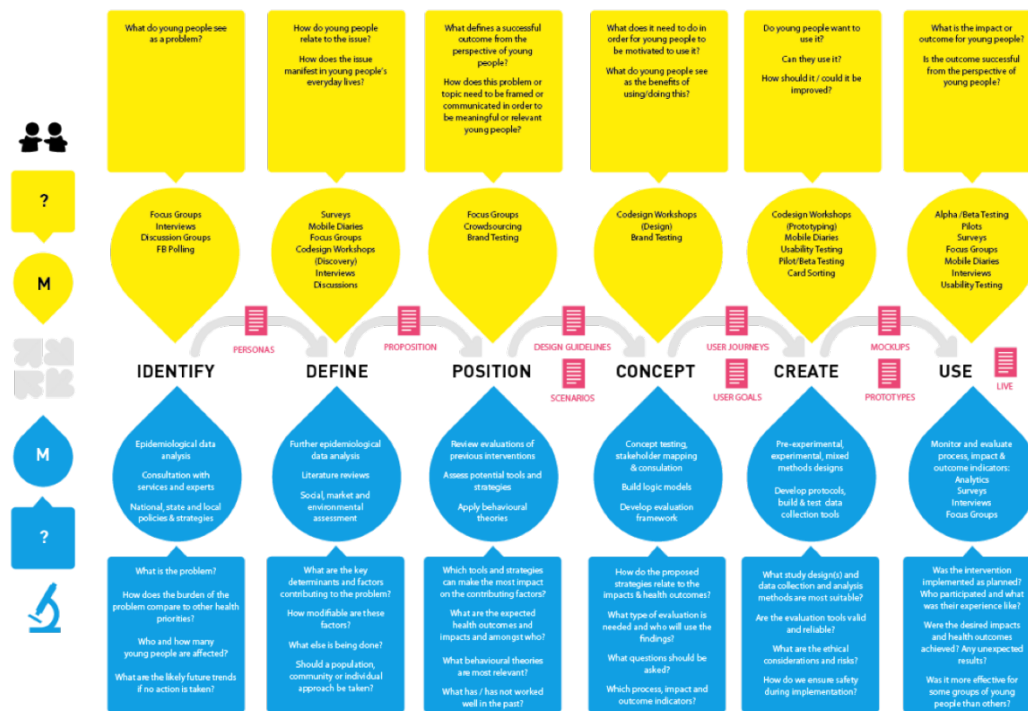 What do young people see
as a problem?
How do young people
relate to the issue?
How does the issue
manifest in young people's
everyday lives?
What defines a successful
outcome from the
perspective of young
people?
How does this problem or
topic need to be framed or
communicated in order to
be meaningful or relevant
young people?
What does it need to do in
order for young people to
be motivated to use it?
What do young people see
as the benefits of
using/doing this?
Do young people want to
use it?
Can they use it?
How should it / could it be
improved?
What is the impact or
outcome for young people?
Is the outcome successful
from the perspective of
young people?
?
M
Focus Groups
Interviews
Discussion Groups
FB Polling
Surveys
Mobile Diaries
Focus Groups
Codesign Workshops
(Discovery)
Interviews
Discussions
Focus Groups
Crowdsourcing
Brand Testing
Codesign Workshops
(Design)
Brand Testing
Codesign Workshops
(Prototyping)
Mobile Diaries
Usability Testing
Pilot/Beta Testing
Card Sorting
Alpha /Beta Testing
Pilots
Surveys
Focus Groups
Mobile Diaries
Interviews
Usability Testing
PERSONAS
PROPOSITION
DESIGN GUIDELINES
USER JOURNEYS
MOCKUPS
IDENTIFY
DEFINE
POSITION
CONCEPT
CREATE
USE
SCENARIOS
USER GOALS
PROTOTYPES
LIVE
M
?
Epidemiological data
analysis
Consultation with
services and experts
National, state and local
policies & strategies
Further epidemiological
data analysis
Literature reviews
Social, market and
environmental
assessment
Review evaluations of
previous interventions
Assess potential tools and
strategies
Apply behavioural
theories
Concept testing,
stakeholder mapping
& consulation
Build logic models
Develop evaluation
framework
Pre-experimental,
experimental, mixed
methods designs
Develop protocols,
build & test data
collection tools
Monitor and evaluate
process, impact &
outcome indicators:
Analytics
Surveys
Interviews
Focus Groups
What is the problem?
How does the burden of the
problem compare to other health
priorities?
Who and how many
young people are affected?
What are the likely future trends
if no action is taken?
What are the key
determinants and factors
contributing to the problem?
How modifiable are these
factors?
What else is being done?
Should a population,
community or individual
approach be taken?
Which tools and strategies
can make the most impact
on the contributing factors?
What are the expected
health outcomes and
impacts and amongst who?
What behavioural theories
are most relevant?
What has / has not worked
well in the past?
How do the proposed
strategies relate to the
impacts & health outcomes?
What type of evaluation is
needed and who will use the
findings?
What questions should be
asked?
Which process, impact and
outcome indicators?
What study design(s) and
data collection and analysis
methods are most suitable?
Are the evaluation tools valid
and reliable?
What are the ethical
considerations and risks?
How do we ensure safety
during implementation?
Was the intervention
implemented as planned?
Who participated and what
was their experience like?
Were the desired impacts
and health outcomes
achieved? Any unexpected
results?
Was it more effective for
some groups of young
people than others?